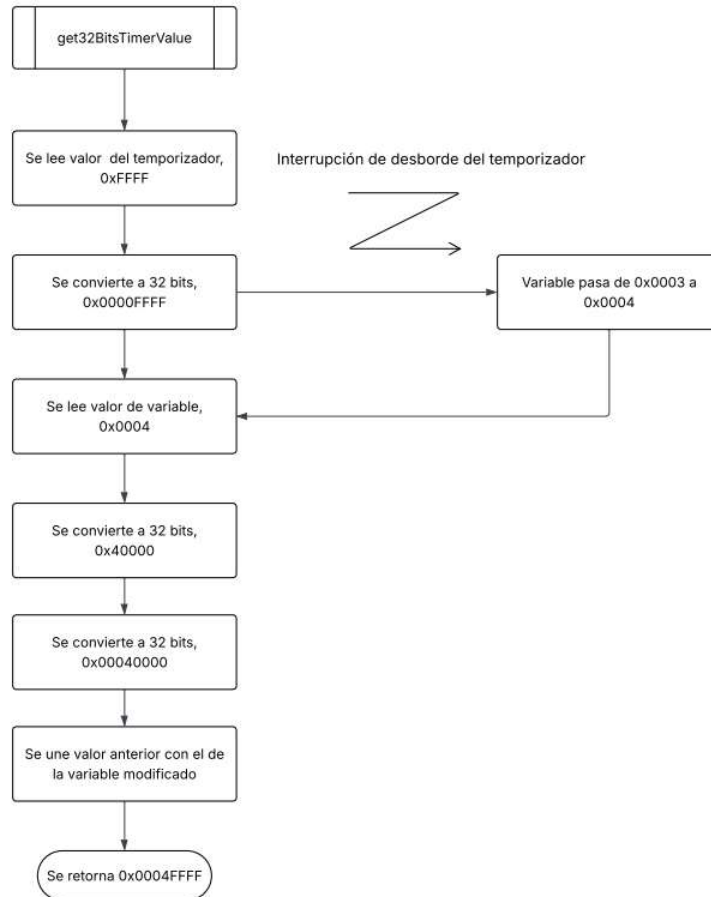 get32BitsTimerValue
Se lee valor del temporizador,
0xFFFF
Interrupción de desborde del temporizador
Se convierte a 32 bits,
0x0000FFFF
Variable pasa de 0x0003 a
0x0004
Se lee valor de variable,
0x0004
Se convierte a 32 bits,
0x40000
Se convierte a 32 bits,
0x00040000
Se une valor anterior con el de
la variable modificado
Se retorna 0x0004FFFF